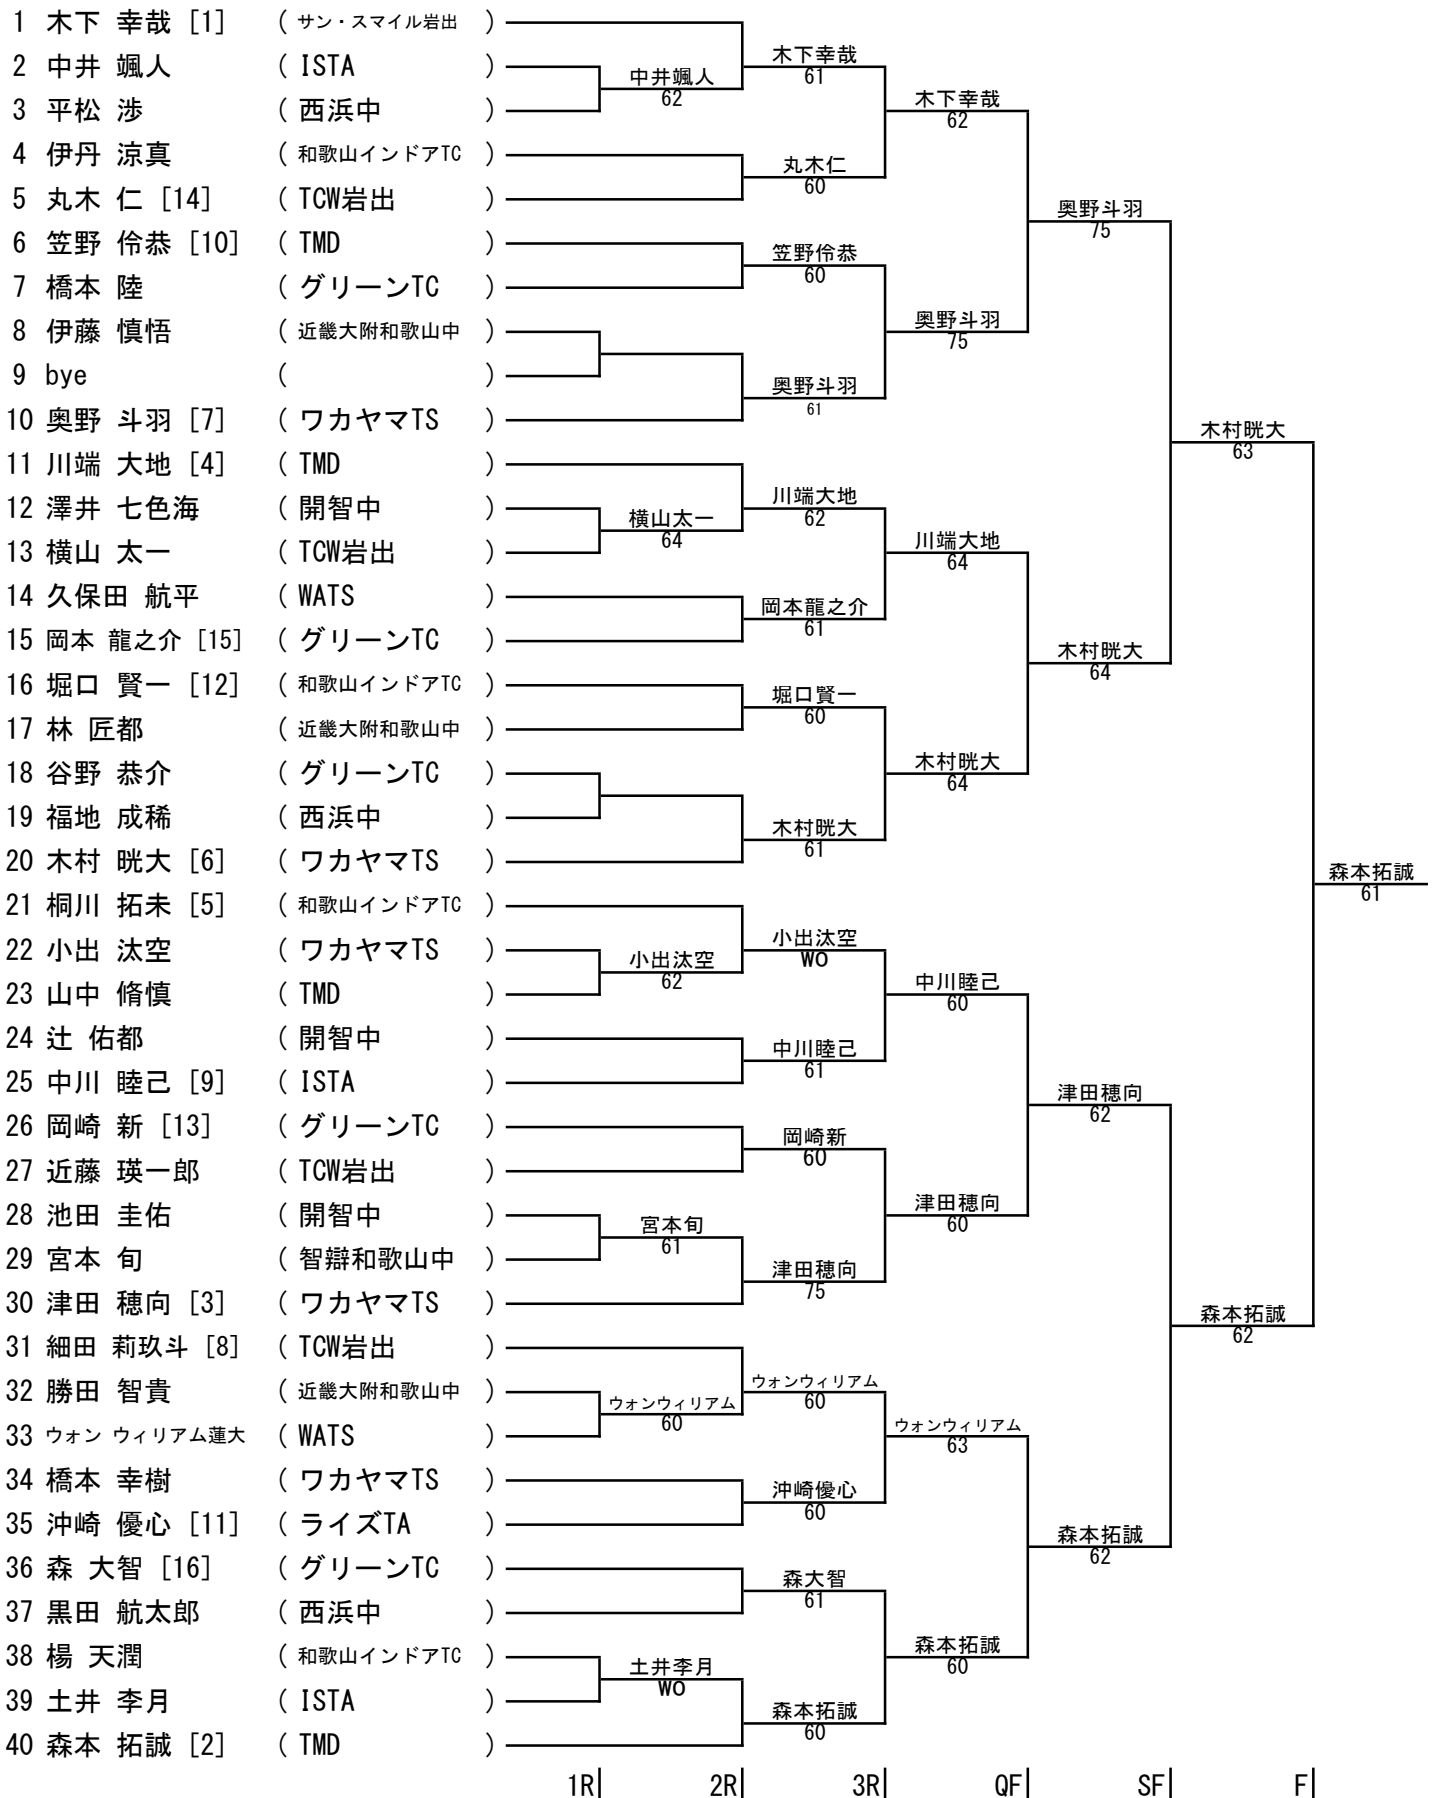 1 木下 幸哉 [1] ( サン・スマイル岩出 )
2 中井 颯人 ( ISTA )
3 平松 渉 ( 西浜中 )
4 伊丹 涼真 ( 和歌山インドアTC )
5 丸木 仁 [14] ( TCW岩出 )
6 笠野 伶恭 [10] ( TMD )
7 橋本 陸 ( グリーンTC )
8 伊藤 慎悟 ( 近畿大附和歌山中 )
9 bye ( )
10 奥野 斗羽 [7] ( ワカヤマTS )
11 川端 大地 [4] ( TMD )
12 澤井 七色海 ( 開智中 )
13 横山 太一 ( TCW岩出 )
14 久保田 航平 ( WATS )
15 岡本 龍之介 [15] ( グリーンTC )
16 堀口 賢一 [12] ( 和歌山インドアTC )
17 林 匠都 ( 近畿大附和歌山中 )
18 谷野 恭介 ( グリーンTC )
19 福地 成稀 ( 西浜中 )
20 木村 晄大 [6] ( ワカヤマTS )
21 桐川 拓未 [5] ( 和歌山インドアTC )
22 小出 汰空 ( ワカヤマTS )
23 山中 脩慎 ( TMD )
24 辻 佑都 ( 開智中 )
25 中川 睦己 [9] ( ISTA )
26 岡崎 新 [13] ( グリーンTC )
27 近藤 瑛一郎 ( TCW岩出 )
28 池田 圭佑 ( 開智中 )
29 宮本 旬 ( 智辯和歌山中 )
30 津田 穂向 [3] ( ワカヤマTS )
31 細田 莉玖斗 [8] ( TCW岩出 )
32 勝田 智貴 ( 近畿大附和歌山中 )
33 ウォン ウィリアム蓮大 ( WATS )
34 橋本 幸樹 ( ワカヤマTS )
35 沖崎 優心 [11] ( ライズTA )
36 森 大智 [16] ( グリーンTC )
37 黒田 航太郎 ( 西浜中 )
38 楊 天潤 ( 和歌山インドアTC )
39 土井 李月 ( ISTA )
40 森本 拓誠 [2] ( TMD )
中井颯人
62
横山太一
64
小出汰空
62
宮本旬
61
ウォンウィリアム
60
土井李月
WO
木下幸哉
61
丸木仁
60
笠野伶恭
60
奥野斗羽
61
川端大地
62
岡本龍之介
61
堀口賢一
60
木村晄大
61
小出汰空
WO
中川睦己
61
岡崎新
60
津田穂向
75
ウォンウィリアム
60
沖崎優心
60
森大智
61
森本拓誠
60
木下幸哉
62
奥野斗羽
75
川端大地
64
木村晄大
64
中川睦己
60
津田穂向
60
ウォンウィリアム
63
森本拓誠
60
奥野斗羽
75
木村晄大
64
津田穂向
62
森本拓誠
62
木村晄大
63
森本拓誠
62
森本拓誠
61
1R 2R 3R QF SF F